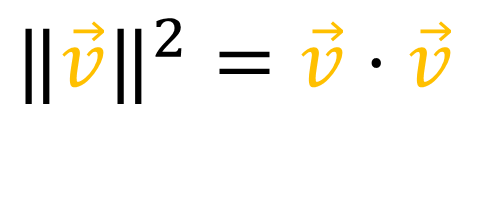 ‖v⃗‖² = v⃗ · v⃗